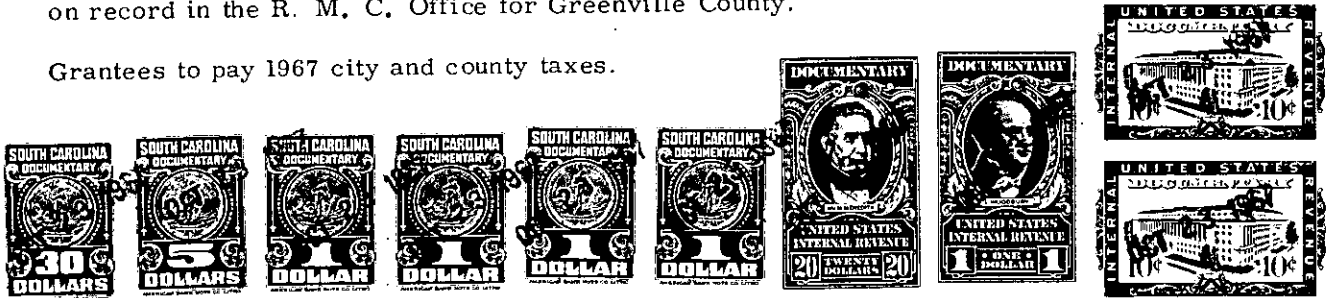 on record in the R. M. C. Office for Greenville County.
Grantees to pay 1967 city and county taxes.
SOUTH CAROLINA
DOCUMENTARY
30
DOLLARS
SOUTH CAROLINA
DOCUMENTARY
5
DOLLARS
SOUTH CAROLINA
DOCUMENTARY
1
DOLLAR
SOUTH CAROLINA
DOCUMENTARY
1
DOLLAR
SOUTH CAROLINA
DOCUMENTARY
1
DOLLAR
SOUTH CAROLINA
DOCUMENTARY
1
DOLLAR
DOCUMENTARY
UNITED STATES
INTERNAL REVENUE
20 TWENTY DOLLARS 20
DOCUMENTARY
UNITED STATES
INTERNAL REVENUE
1 ONE DOLLAR 1
UNITED STATES
INTERNAL
REVENUE
DOCUMENTARY
10¢ 10¢
UNITED STATES
INTERNAL
REVENUE
DOCUMENTARY
10¢ 10¢